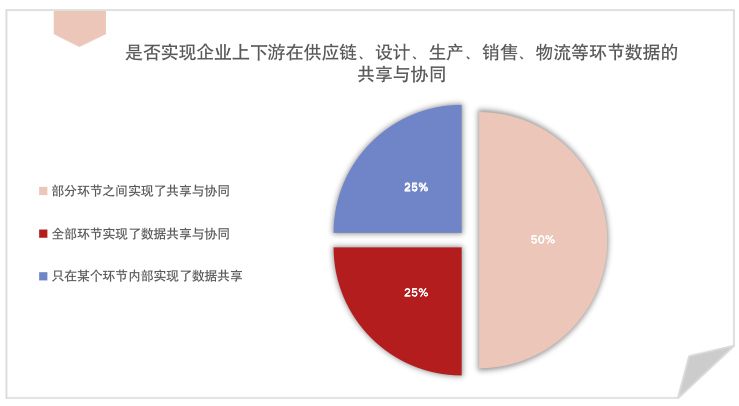 是否实现企业上下游在供应链、设计、生产、销售、物流等环节数据的
共享与协同
部分环节之间实现了共享与协同
全部环节实现了数据共享与协同
只在某个环节内部实现了数据共享
25%
50%
25%